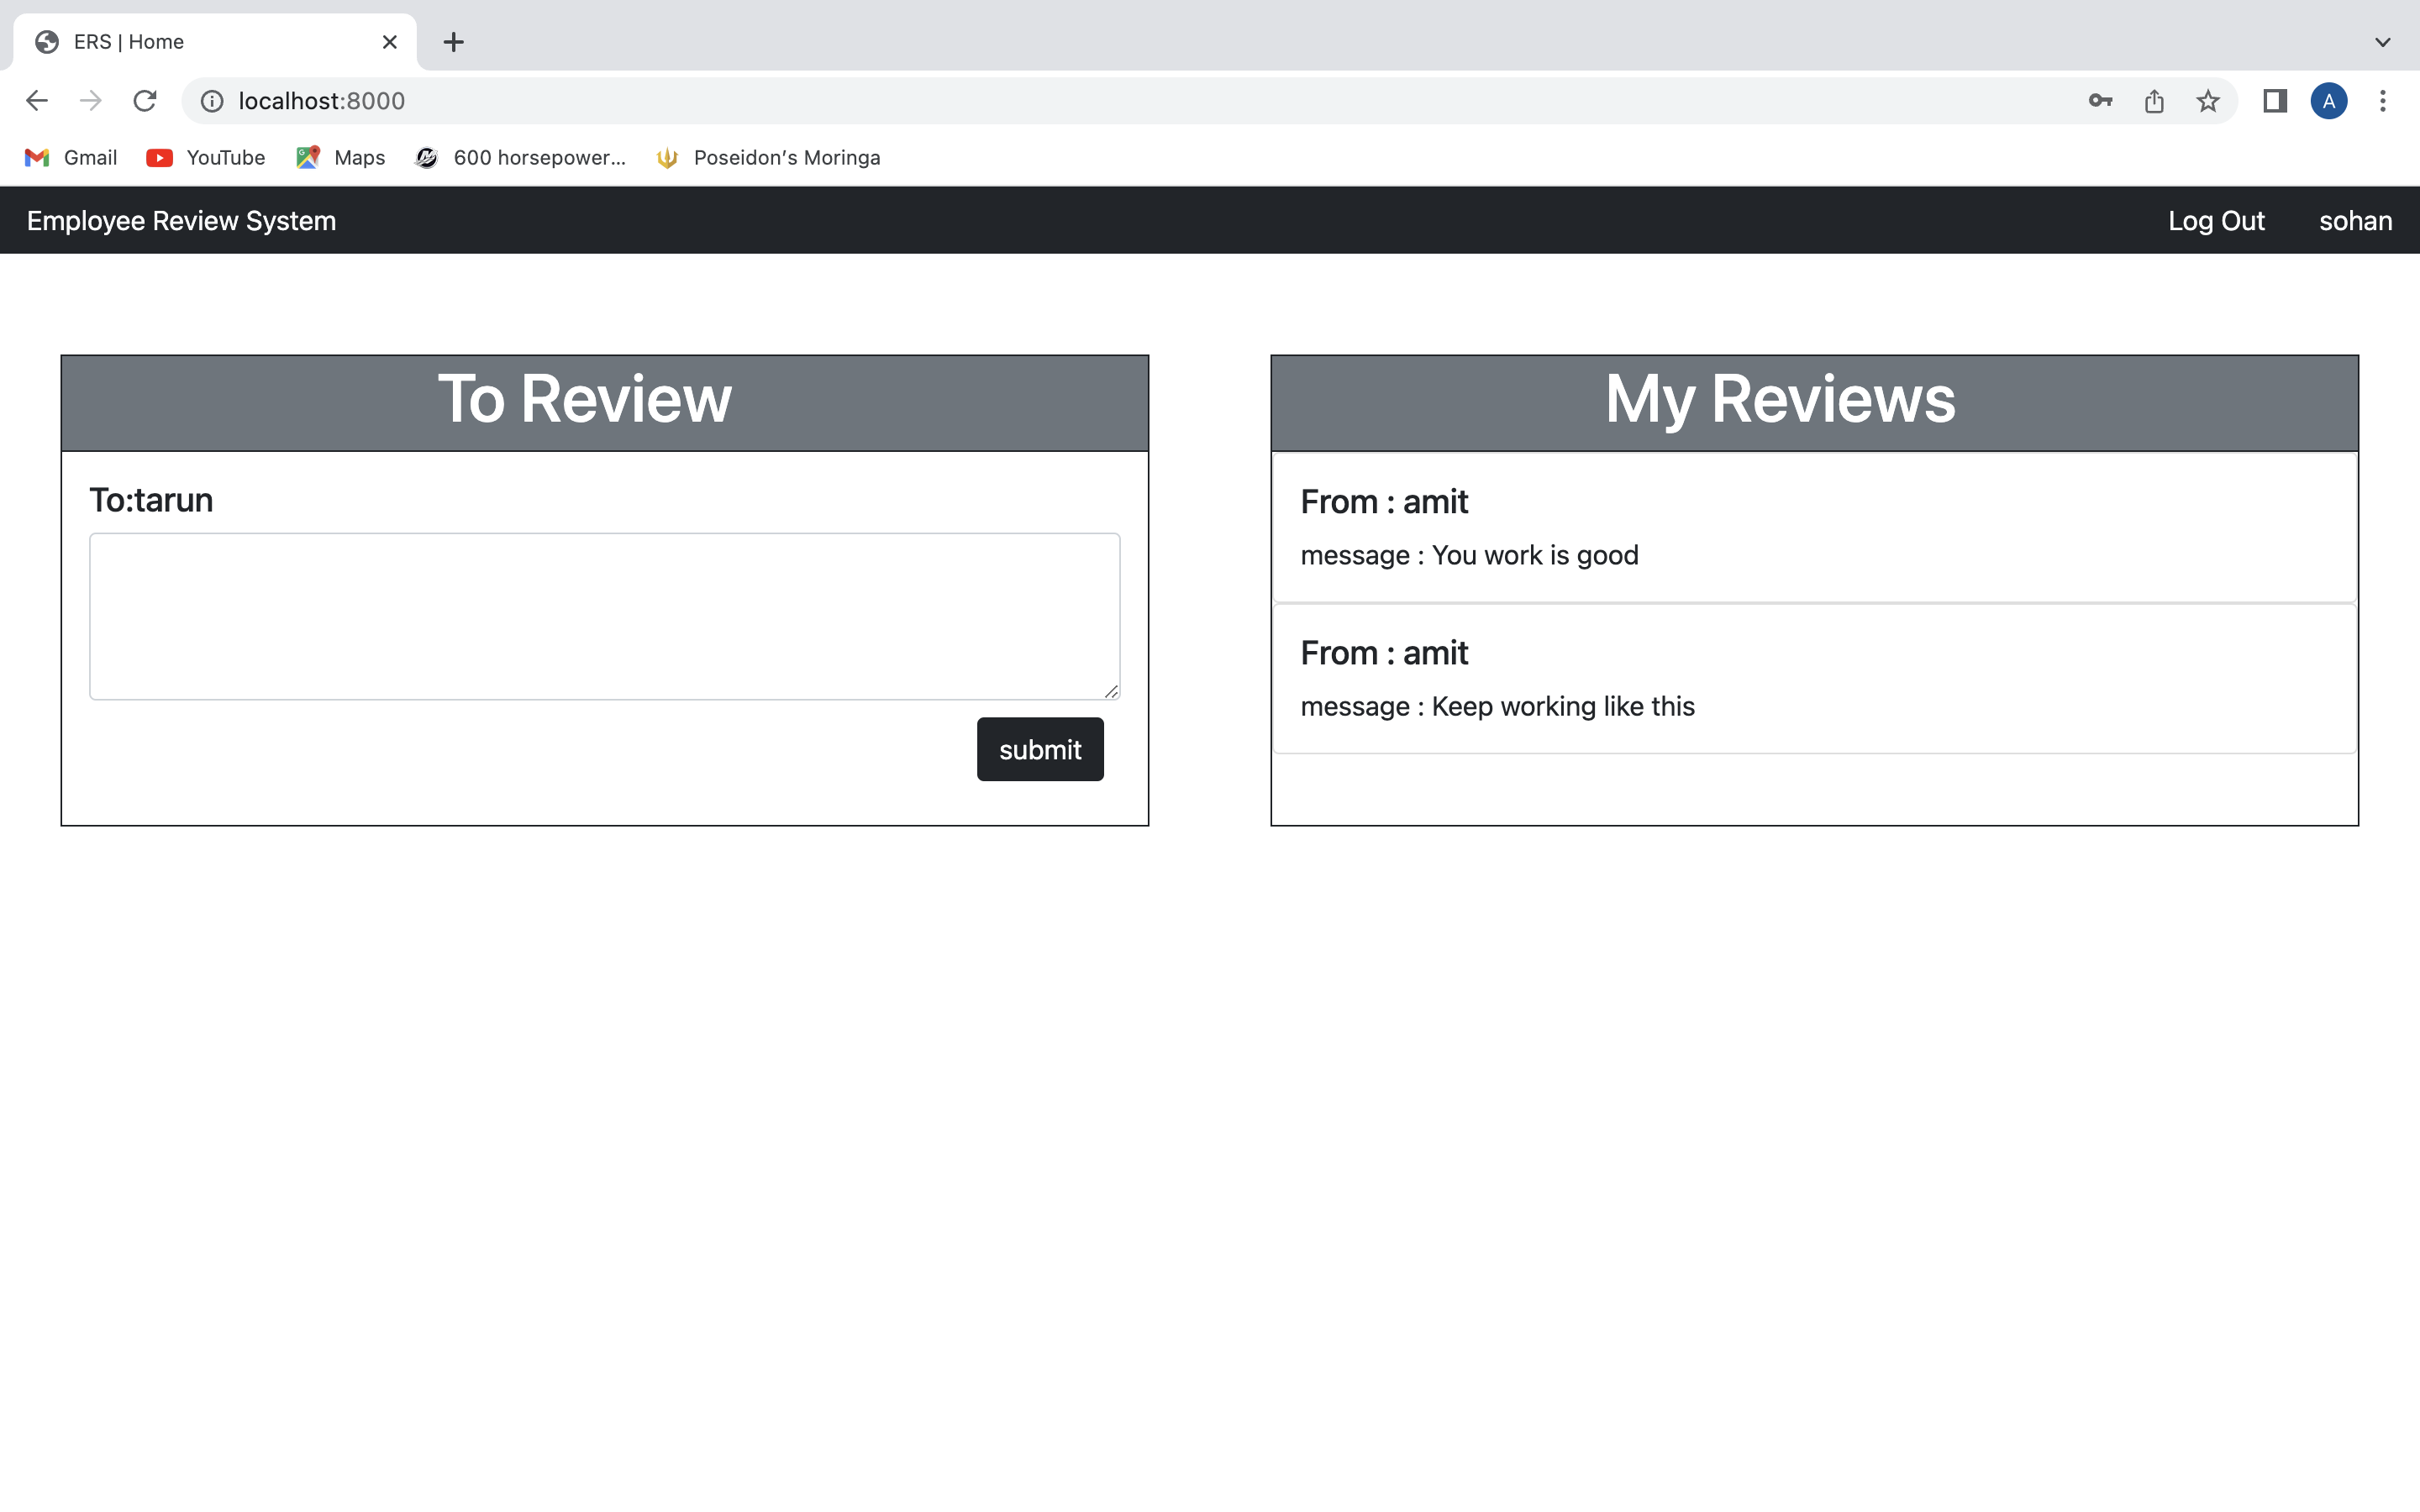 ERS | Home
localhost:8000
A
Gmail YouTube Maps 600 horsepower... Poseidon's Moringa
Employee Review System Log Out sohan
To Review
To:tarun
submit
My Reviews
From : amit
message : You work is good
From : amit
message : Keep working like this